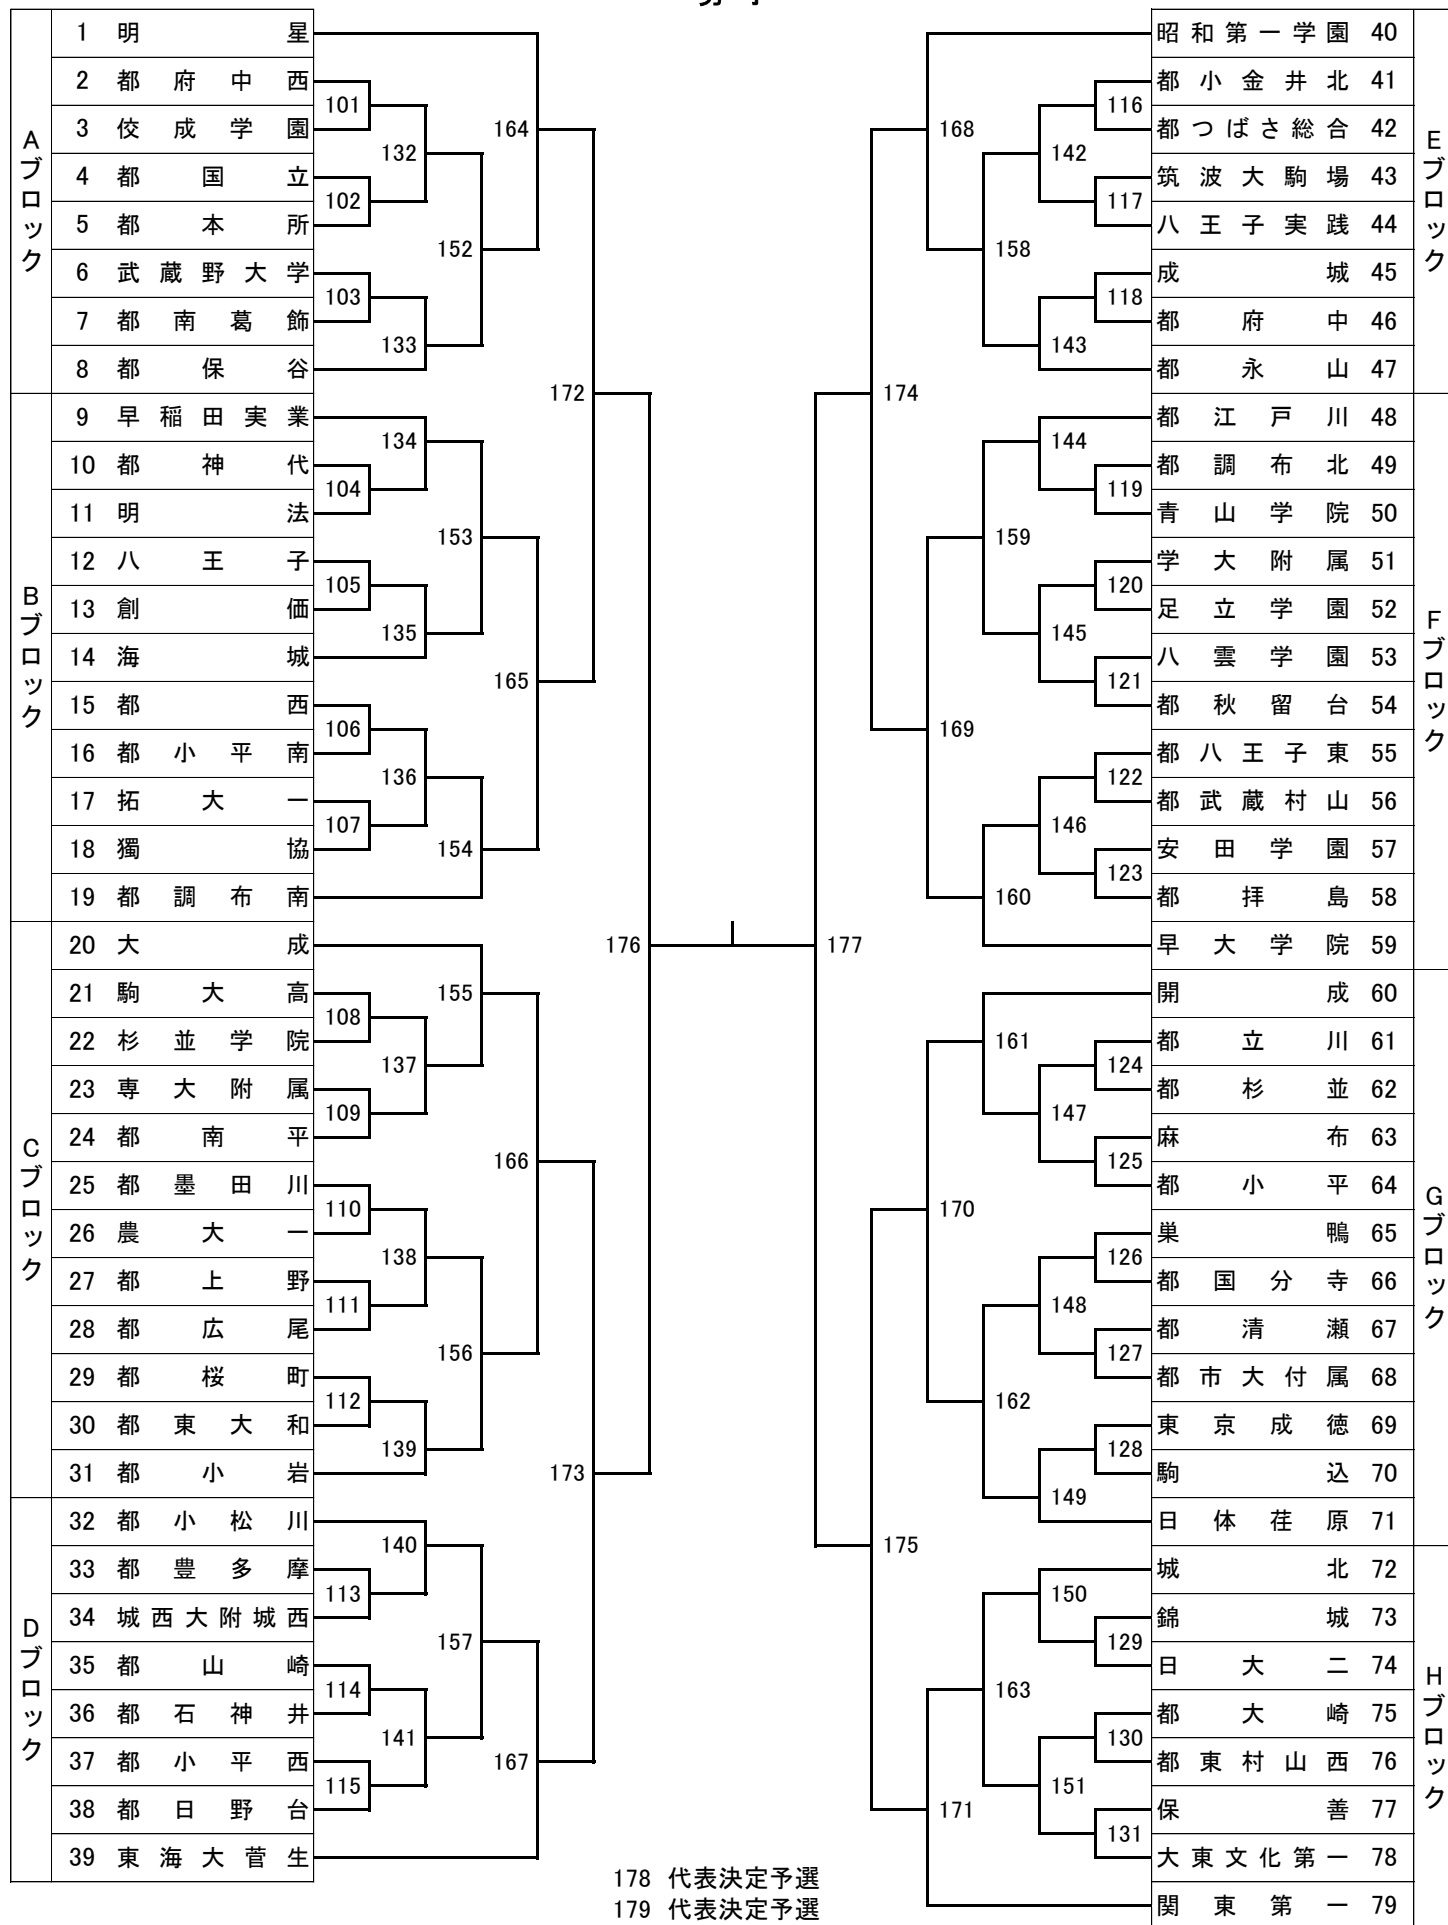 Aブロック
1 明星
2 都府中西
3 佼成学園
4 都国立
5 都本所
6 武蔵野大学
7 都南葛飾
8 都保谷
Bブロック
9 早稲田実業
10 都神代
11 明法
12 八王子
13 創価
14 海城
15 都西
16 都小平南
17 拓大一
18 獨協
19 都調布南
Cブロック
20 大成
21 駒大高
22 杉並学院
23 専大附属
24 都南平
25 都墨田川
26 農大一
27 都上野
28 都広尾
29 都桜町
30 都東大和
31 都小岩
Dブロック
32 都小松川
33 都豊多摩
34 城西大附城西
35 都山崎
36 都石神井
37 都小平西
38 都日野台
39 東海大菅生
101
102
103
104
105
106
107
108
109
110
111
112
113
114
115
132
133
134
135
136
137
138
139
140
141
152
153
154
155
156
157
164
165
166
167
172
173
176
177
174
175
168
169
170
171
158
159
160
161
162
163
142
143
144
145
146
147
148
149
150
151
116
117
118
119
120
121
122
123
124
125
126
127
128
129
130
131
昭和第一学園 40
都小金井北 41
都つばさ総合 42
筑波大駒場 43
八王子実践 44
成城 45
都府中 46
都永山 47
Eブロック
都江戸川 48
都調布北 49
青山学院 50
学大附属 51
足立学園 52
八雲学園 53
都秋留台 54
都八王子東 55
都武蔵村山 56
安田学園 57
都拝島 58
早大学院 59
Fブロック
開成 60
都立川 61
都杉並 62
麻布 63
都小平 64
巣鴨 65
都国分寺 66
都清瀬 67
都市大付属 68
東京成徳 69
駒込 70
日体荏原 71
Gブロック
城北 72
錦城 73
日大二 74
都大崎 75
都東村山西 76
保善 77
大東文化第一 78
関東第一 79
Hブロック
178 代表決定予選
179 代表決定予選